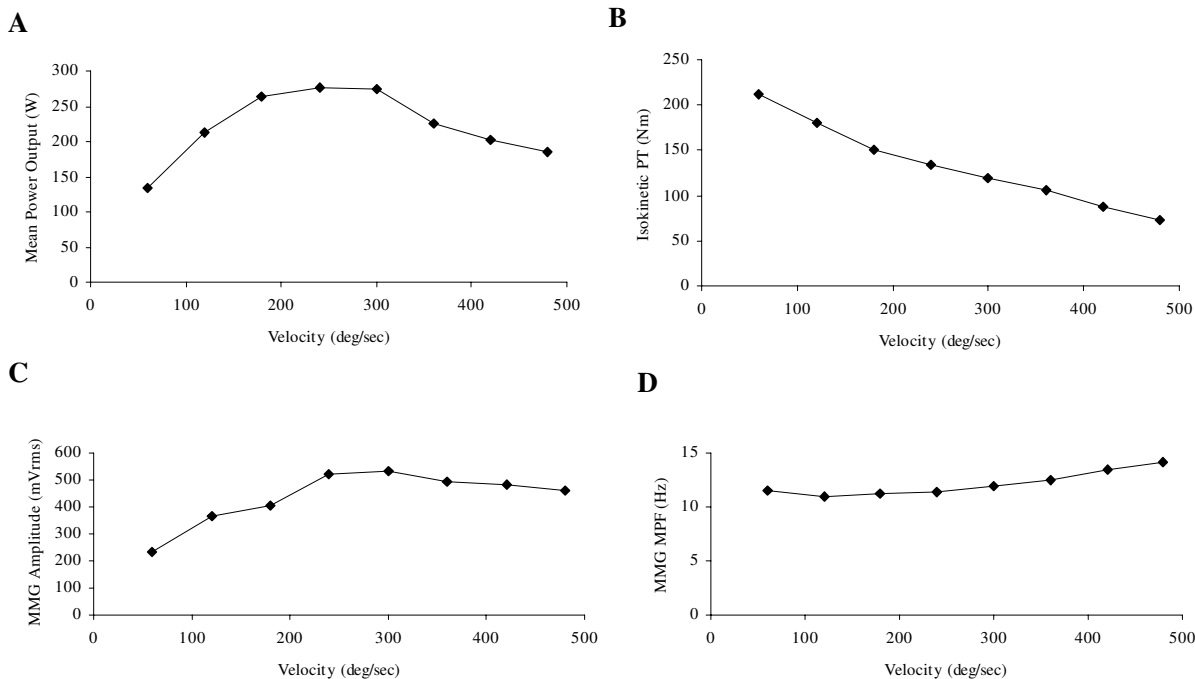 A
Mean Power Output (W)
300
250
200
150
100
50
0
0 100 200 300 400 500
Velocity (deg/sec)
B
Isokinetic PT (Nm)
250
200
150
100
50
0
0 100 200 300 400 500
Velocity (deg/sec)
C
MMG Amplitude (mVrms)
600
500
400
300
200
100
0
0 100 200 300 400 500
Velocity (deg/sec)
D
MMG MPF (Hz)
15
10
5
0
0 100 200 300 400 500
Velocity (deg/sec)